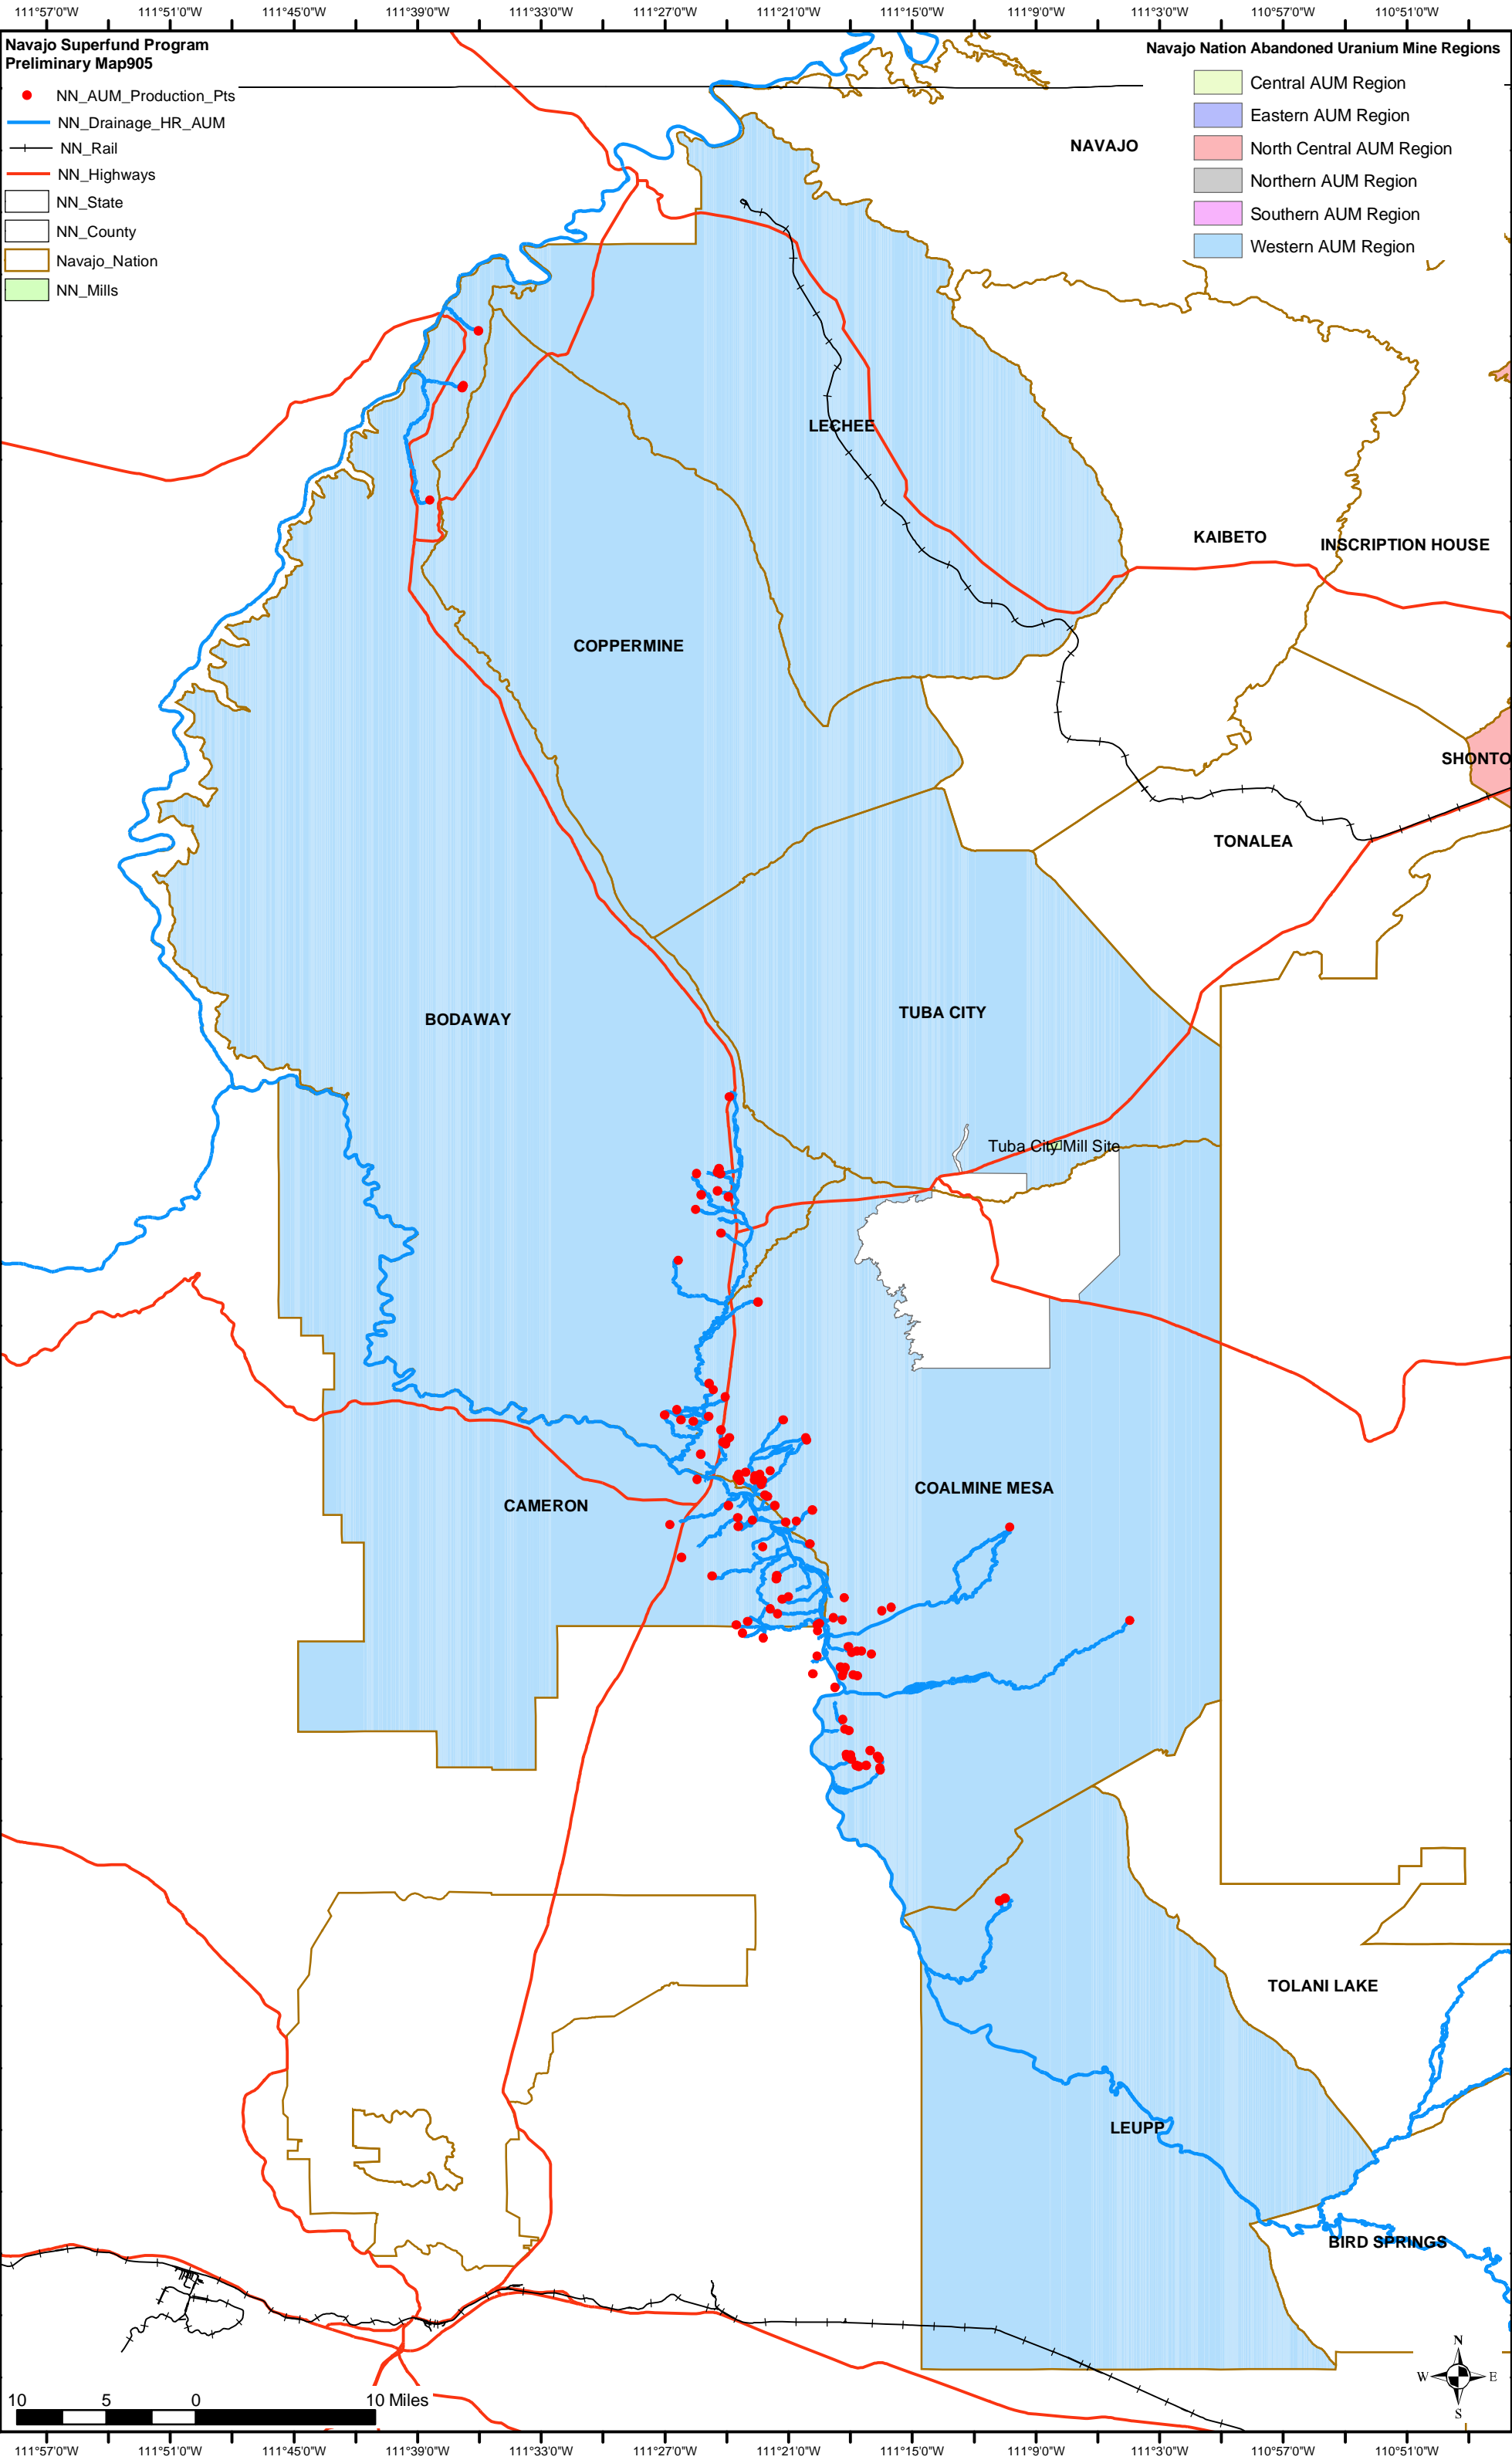 111°57'0"W 111°51'0"W 111°45'0"W 111°39'0"W 111°33'0"W 111°27'0"W 111°21'0"W 111°15'0"W 111°9'0"W 111°3'0"W 110°57'0"W 110°51'0"W
Navajo Superfund Program
Preliminary Map905
NN_AUM_Production_Pts
NN_Drainage_HR_AUM
NN_Rail
NN_Highways
NN_State
NN_County
Navajo_Nation
NN_Mills
Navajo Nation Abandoned Uranium Mine Regions
Central AUM Region
Eastern AUM Region
North Central AUM Region
Northern AUM Region
Southern AUM Region
Western AUM Region
NAVAJO
LECHEE
KAIBETO
INSCRIPTION HOUSE
COPPERMINE
SHONTO
TONALEA
TUBA CITY
BODAWAY
Tuba City Mill Site
COALMINE MESA
CAMERON
TOLANI LAKE
LEUPP
BIRD SPRINGS
N
W E
S
10 5 0 10 Miles
111°57'0"W 111°51'0"W 111°45'0"W 111°39'0"W 111°33'0"W 111°27'0"W 111°21'0"W 111°15'0"W 111°9'0"W 111°3'0"W 110°57'0"W 110°51'0"W